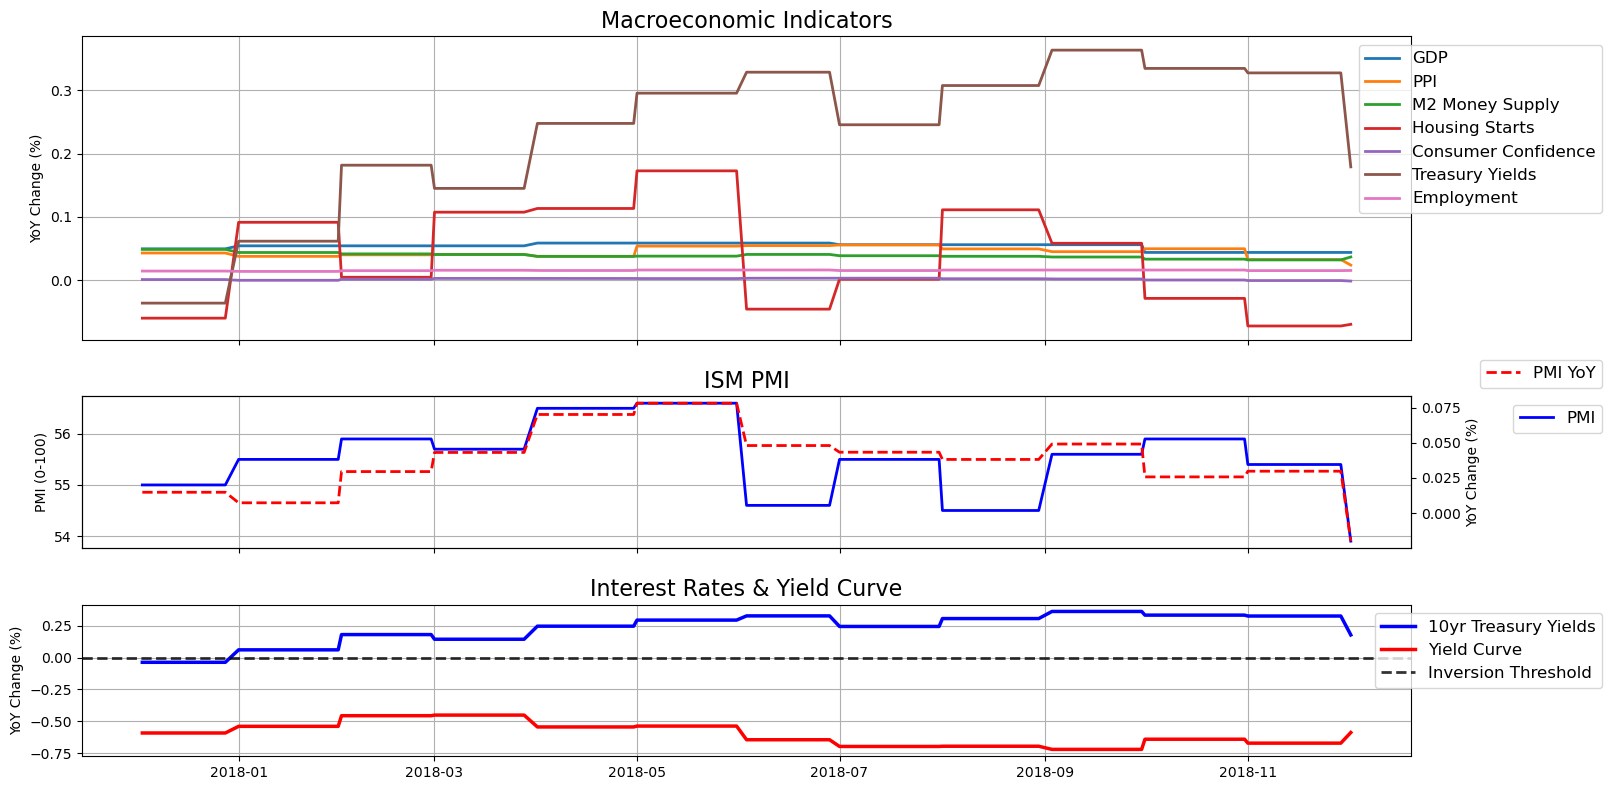 Macroeconomic Indicators
YoY Change (%)
0.3
0.2
0.1
0.0
GDP
PPI
M2 Money Supply
Housing Starts
Consumer Confidence
Treasury Yields
Employment
ISM PMI
PMI YoY
PMI
PMI (0-100)
56
55
54
0.075
0.050
0.025
0.000
YoY Change (%)
Interest Rates & Yield Curve
YoY Change (%)
0.25
0.00
−0.25
−0.50
−0.75
10yr Treasury Yields
Yield Curve
Inversion Threshold
2018-01
2018-03
2018-05
2018-07
2018-09
2018-11